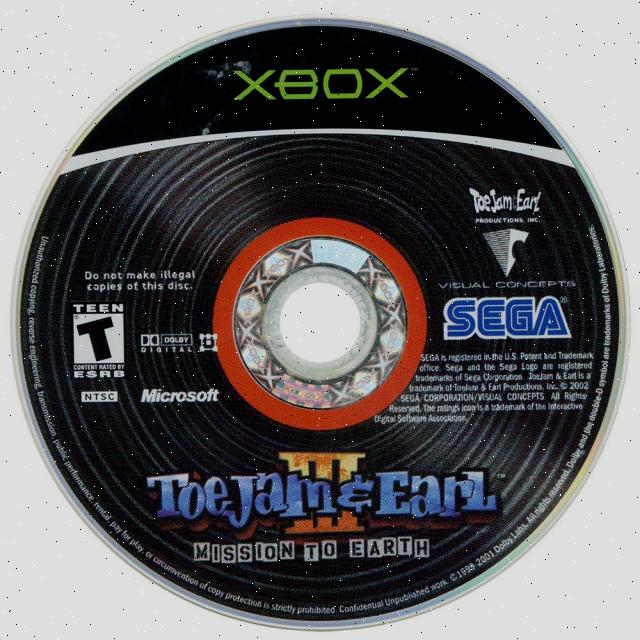 XBOX™
ToeJam & Earl
PRODUCTIONS, INC.
VISUAL CONCEPTS
SEGA®
Do not make illegal
copies of this disc.
TEEN
T
CONTENT RATED BY
ESRB
DOLBY
DIGITAL
NTSC
Microsoft
SEGA is registered in the U.S. Patent and Trademark
office. Sega and the Sega Logo are registered
trademarks of Sega Corporation. ToeJam & Earl is a
trademark of ToeJam & Earl Productions, Inc. © 2002
SEGA CORPORATION/VISUAL CONCEPTS. All Rights
Reserved. The ratings icon is a trademark of the Interactive
Digital Software Association.
III
ToeJam & Earl™
MISSION TO EARTH
Unauthorized copying, reverse engineering, transmission, public performance, rental, pay for play, or circumvention of copy protection is strictly prohibited. Confidential Unpublished work. ©1999-2001 Dolby Labs. All rights reserved. Dolby and the double-D symbol are trademarks of Dolby Laboratories.